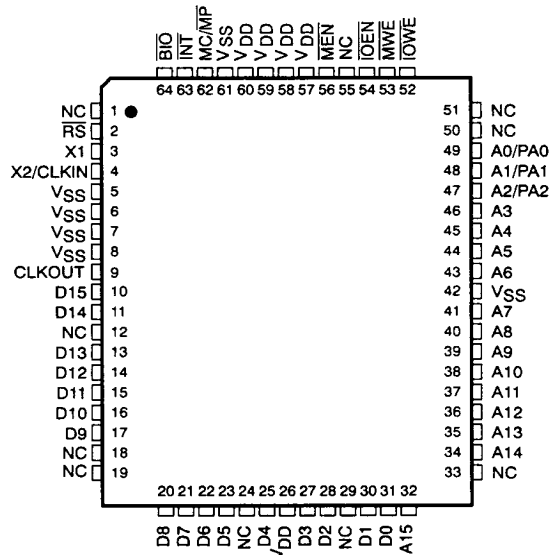 BIO
INT
MC/MP
VSS
VDD
VDD
VDD
VDD
MEN
NC
IOEN
MWE
IOWE
64 63 62 61 60 59 58 57 56 55 54 53 52
NC 1
RS 2
X1 3
X2/CLKIN 4
VSS 5
VSS 6
VSS 7
VSS 8
CLKOUT 9
D15 10
D14 11
NC 12
D13 13
D12 14
D11 15
D10 16
D9 17
NC 18
NC 19
51 NC
50 NC
49 A0/PA0
48 A1/PA1
47 A2/PA2
46 A3
45 A4
44 A5
43 A6
42 VSS
41 A7
40 A8
39 A9
38 A10
37 A11
36 A12
35 A13
34 A14
33 NC
20 21 22 23 24 25 26 27 28 29 30 31 32
D8
D7
D6
D5
NC
D4
VDD
D3
D2
NC
D1
D0
A15